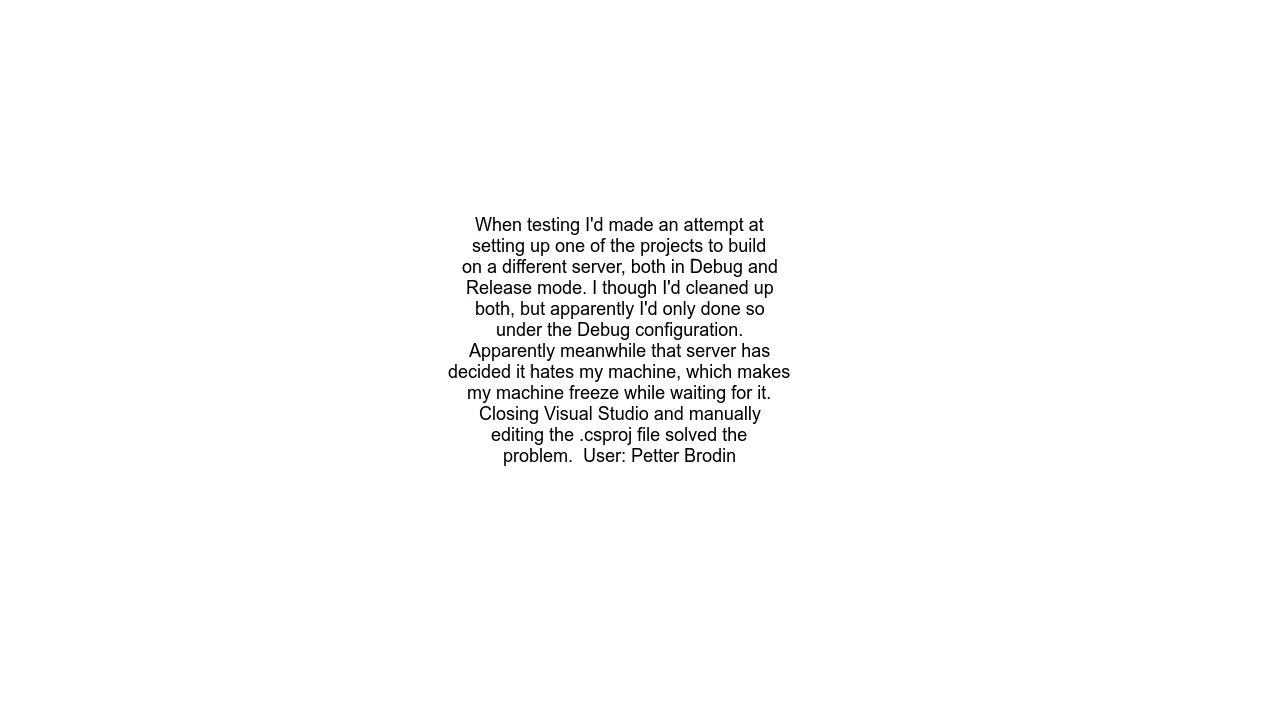 When testing I'd made an attempt at
setting up one of the projects to build
on a different server, both in Debug and
Release mode. I though I'd cleaned up
both, but apparently I'd only done so
under the Debug configuration.
Apparently meanwhile that server has
decided it hates my machine, which makes
my machine freeze while waiting for it.
Closing Visual Studio and manually
editing the .csproj file solved the
problem.  User: Petter Brodin